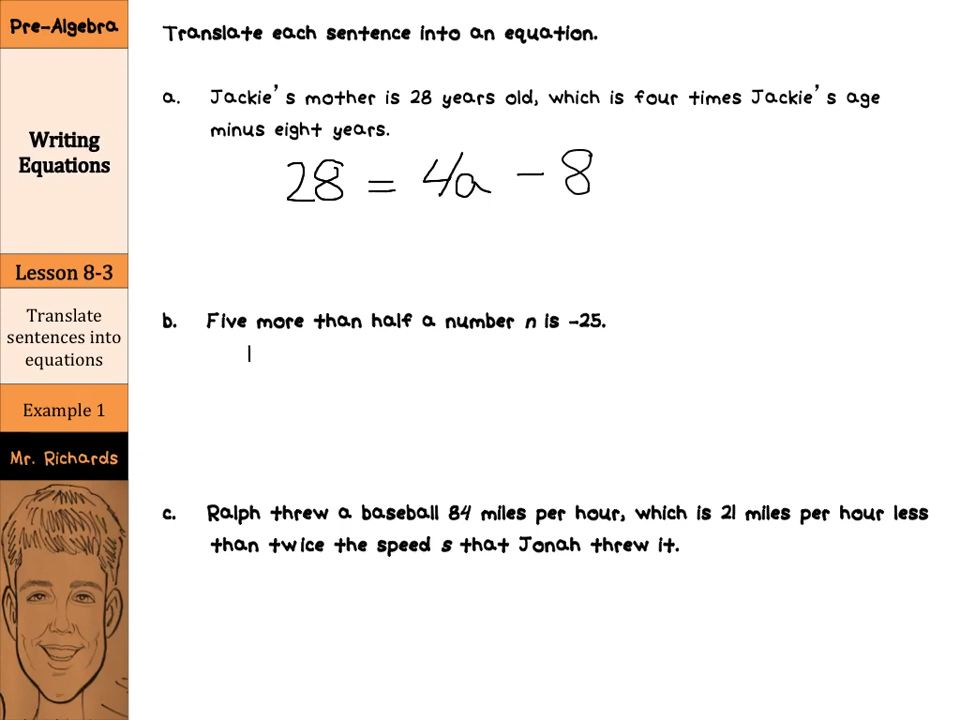 Pre-Algebra
Writing
Equations
Lesson 8-3
Translate
sentences into
equations
Example 1
Mr. Richards
Translate each sentence into an equation.
a. Jackie's mother is 28 years old, which is four times Jackie's age
minus eight years.
28 = 4a - 8
b. Five more than half a number n is -25.
c. Ralph threw a baseball 84 miles per hour, which is 21 miles per hour less
than twice the speed s that Jonah threw it.